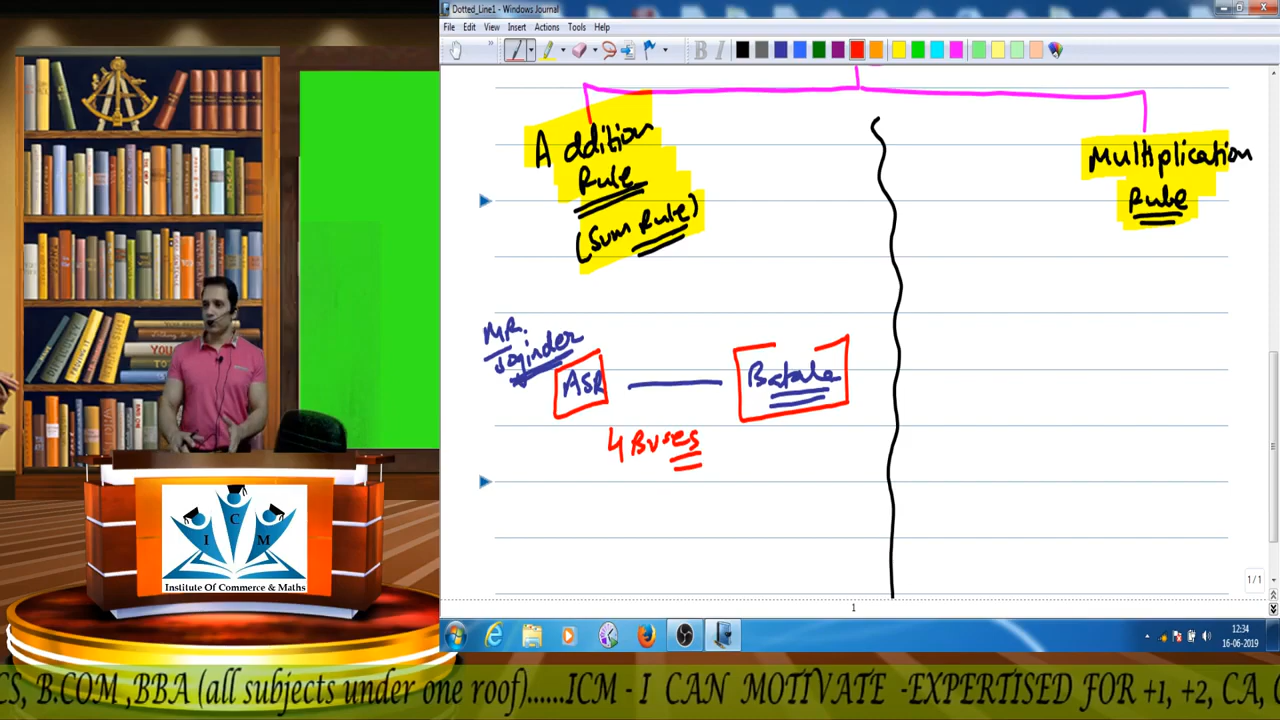 Dotted_Line1 - Windows Journal
File Edit View Insert Actions Tools Help
B I
Addition
Rule
(Sum Rule)
Multiplication
Rule
MR.
Joginder
ASR
Batala
4 Buses
1/1
1
12:34
16-06-2019
I C M
Institute Of Commerce & Maths
CS, B.COM ,BBA (all subjects under one roof)......ICM - I CAN MOTIVATE -EXPERTISED FOR +1, +2, CA,